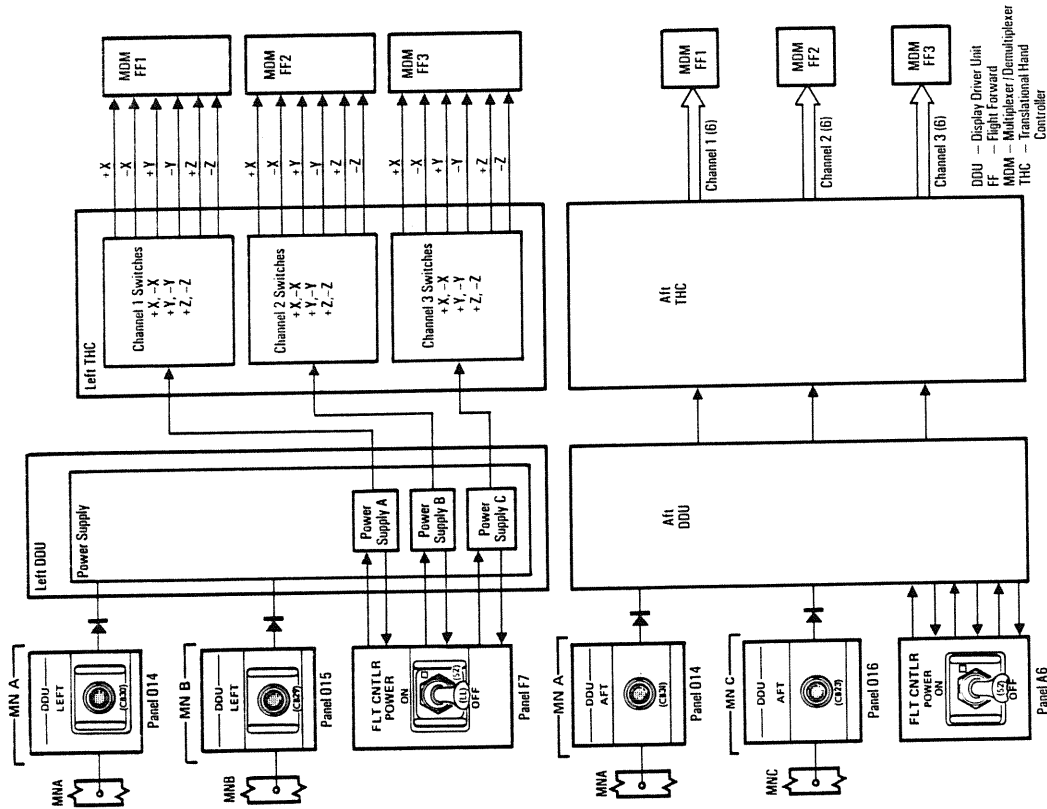 MN A
DDU
LEFT
(CB30)
Panel O14
MNA
MN B
DDU
LEFT
(CB27)
Panel O15
MNB
FLT CNTLR
POWER
ON
(S2)
OFF
Panel F7
Left DDU
Power Supply
Power
Supply A
Power
Supply B
Power
Supply C
Left THC
Channel 1 Switches
+X, –X
+Y, –Y
+Z, –Z
Channel 2 Switches
+X, –X
+Y, –Y
+Z, –Z
Channel 3 Switches
+X, –X
+Y, –Y
+Z, –Z
+X
–X
+Y
–Y
+Z
–Z
+X
–X
+Y
–Y
+Z
–Z
+X
–X
+Y
–Y
+Z
–Z
MDM
FF1
MDM
FF2
MDM
FF3
MN A
DDU
AFT
Panel O14
MNA
MN C
DDU
AFT
Panel O16
MNC
FLT CNTLR
POWER
ON
(S2)
OFF
Panel A6
Aft
DDU
Aft
THC
Channel 1 (6)
Channel 2 (6)
Channel 3 (6)
MDM
FF1
MDM
FF2
MDM
FF3
DDU – Display Driver Unit
FF – Flight Forward
MDM – Multiplexer/Demultiplexer
THC – Translational Hand
Controller